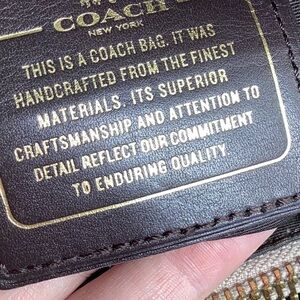 COACH
NEW YORK
THIS IS A COACH BAG. IT WAS
HANDCRAFTED FROM THE FINEST
MATERIALS. ITS SUPERIOR
CRAFTSMANSHIP AND ATTENTION TO
DETAIL REFLECT OUR COMMITMENT
TO ENDURING QUALITY.